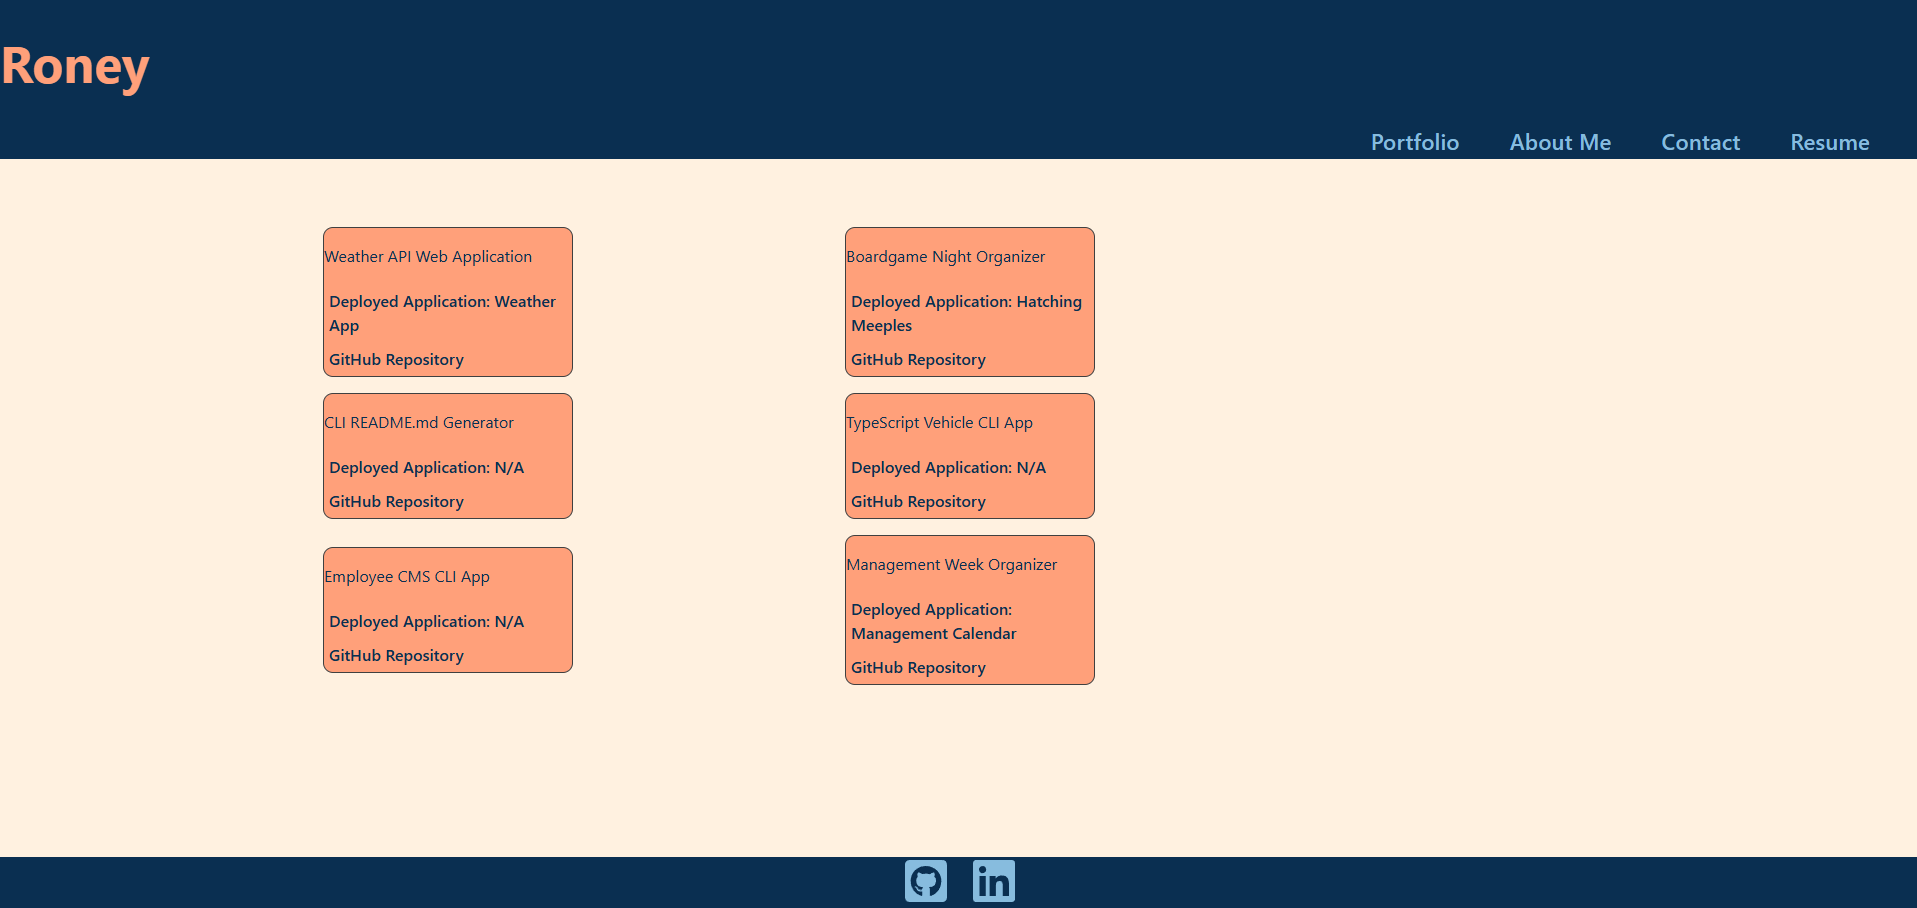 Roney
Portfolio About Me Contact Resume
Weather API Web Application
Deployed Application: Weather
App
GitHub Repository
Boardgame Night Organizer
Deployed Application: Hatching
Meeples
GitHub Repository
CLI README.md Generator
Deployed Application: N/A
GitHub Repository
TypeScript Vehicle CLI App
Deployed Application: N/A
GitHub Repository
Employee CMS CLI App
Deployed Application: N/A
GitHub Repository
Management Week Organizer
Deployed Application:
Management Calendar
GitHub Repository
in